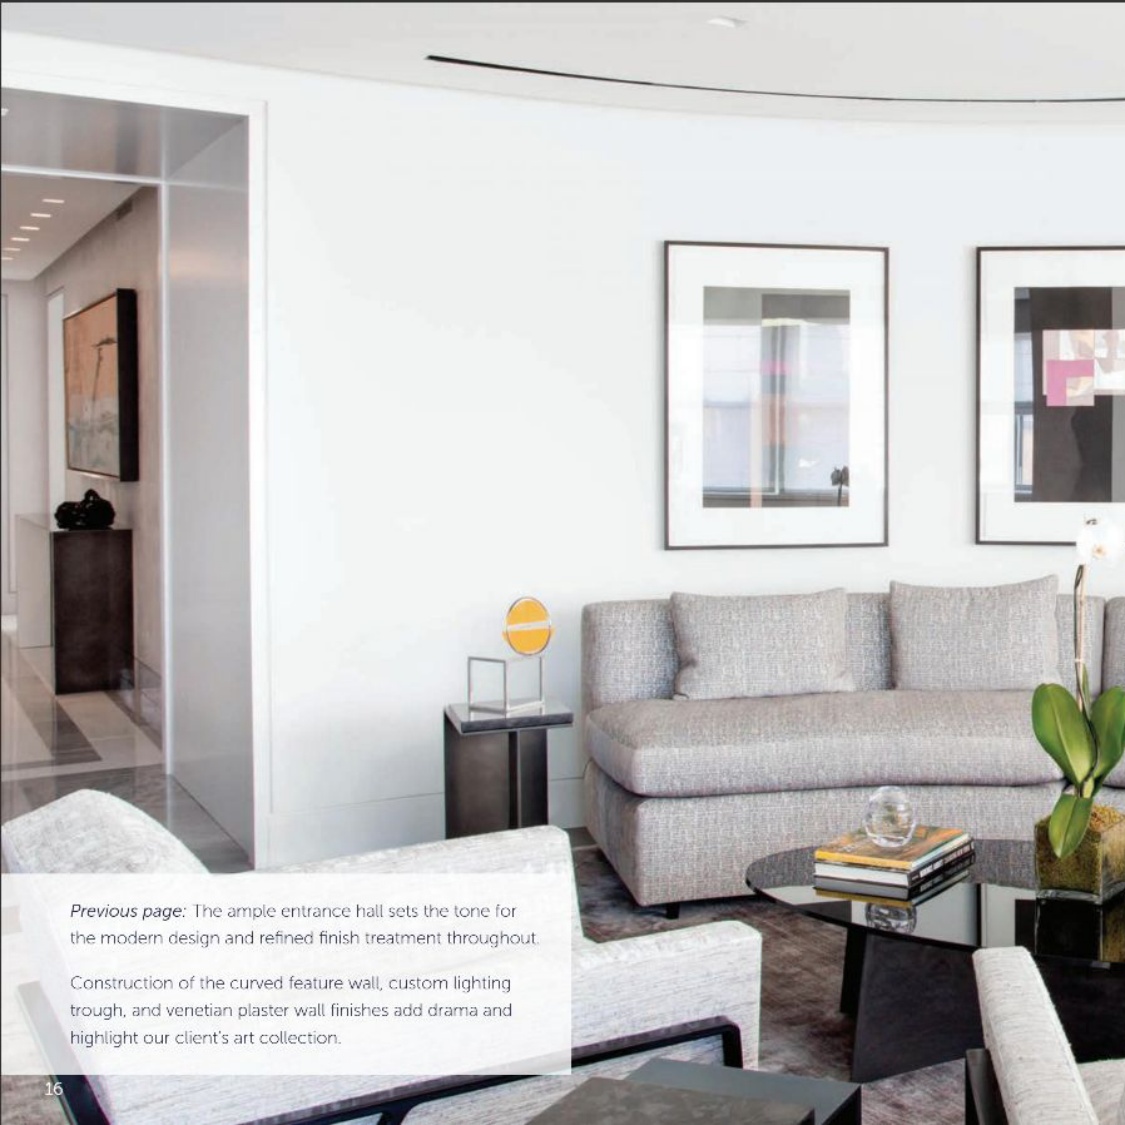 Previous page: The ample entrance hall sets the tone for
the modern design and refined finish treatment throughout.
Construction of the curved feature wall, custom lighting
trough, and venetian plaster wall finishes add drama and
highlight our client's art collection.
16